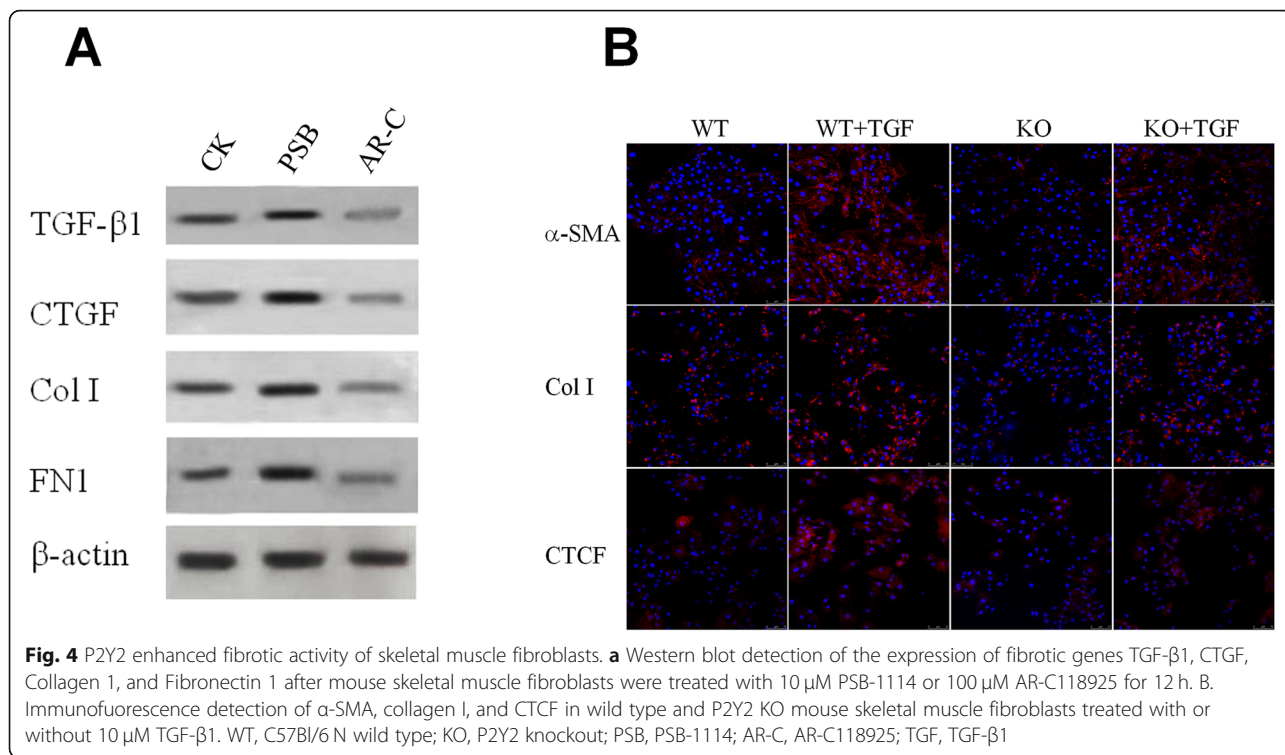 A
B
CK PSB AR-C
WT WT+TGF KO KO+TGF
TGF-β1
CTGF
Col I
FN1
β-actin
α-SMA
Col I
CTCF
Fig. 4 P2Y2 enhanced fibrotic activity of skeletal muscle fibroblasts. a Western blot detection of the expression of fibrotic genes TGF-β1, CTGF,
Collagen 1, and Fibronectin 1 after mouse skeletal muscle fibroblasts were treated with 10 μM PSB-1114 or 100 μM AR-C118925 for 12 h. B.
Immunofuorescence detection of α-SMA, collagen I, and CTCF in wild type and P2Y2 KO mouse skeletal muscle fibroblasts treated with or
without 10 μM TGF-β1. WT, C57Bl/6 N wild type; KO, P2Y2 knockout; PSB, PSB-1114; AR-C, AR-C118925; TGF, TGF-β1